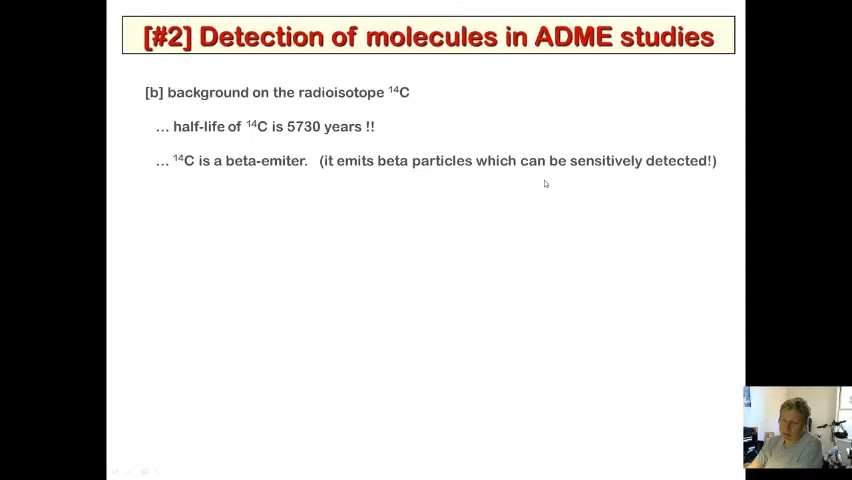 [#2] Detection of molecules in ADME studies
[b] background on the radioisotope ¹⁴C
... half-life of ¹⁴C is 5730 years !!
... ¹⁴C is a beta-emiter. (it emits beta particles which can be sensitively detected!)